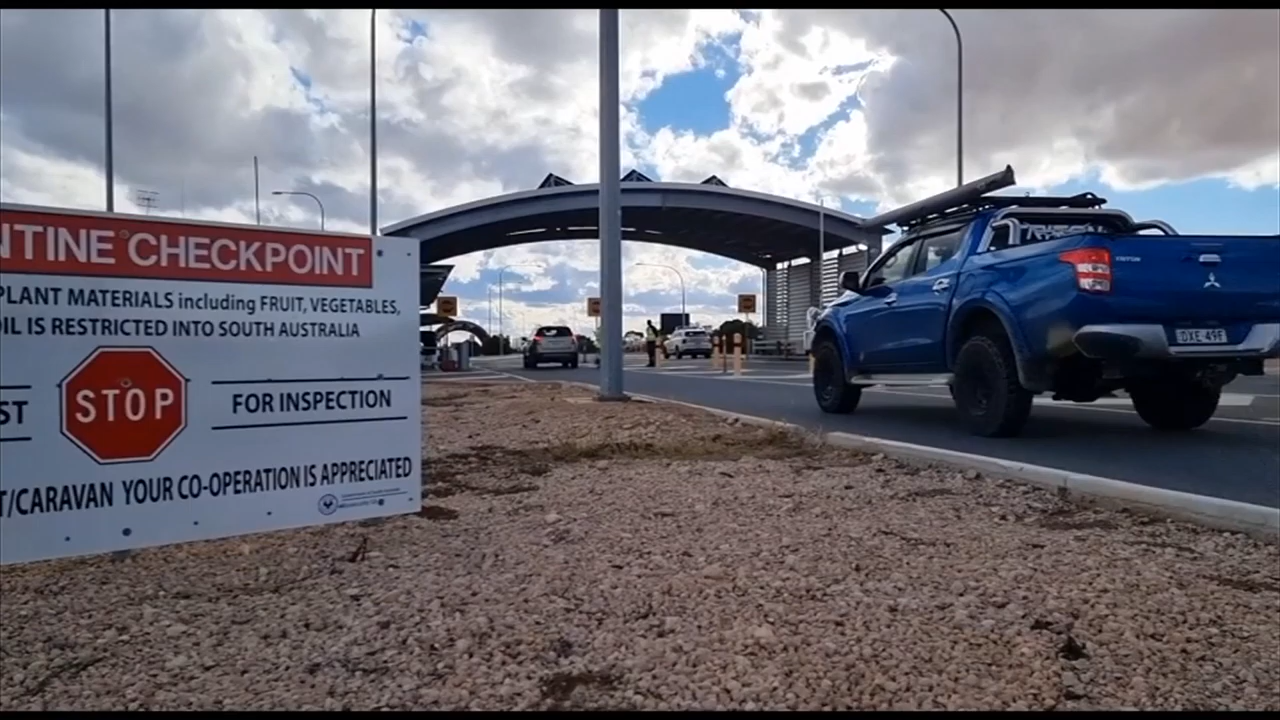 NTINE CHECKPOINT
PLANT MATERIALS including FRUIT, VEGETABLES,
OIL IS RESTRICTED INTO SOUTH AUSTRALIA
ST
STOP
FOR INSPECTION
T/CARAVAN YOUR CO-OPERATION IS APPRECIATED
TRITON
DXE 49F